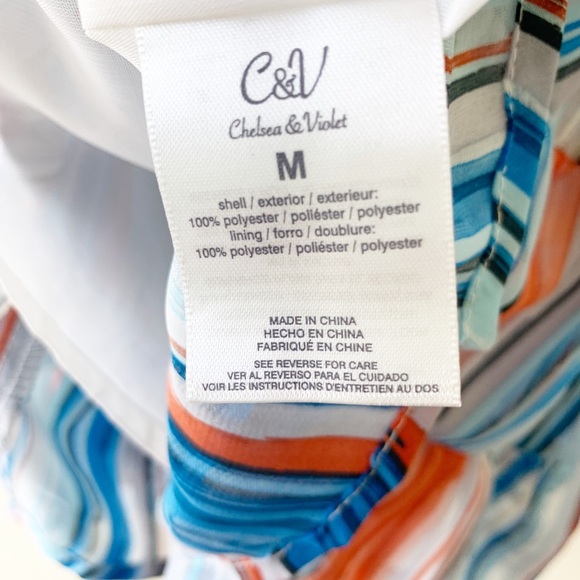 C&V
Chelsea & Violet
M
shell / exterior / exterieur:
100% polyester / poliéster / polyester
lining / forro / doublure:
100% polyester / poliéster / polyester
MADE IN CHINA
HECHO EN CHINA
FABRIQUÉ EN CHINE
SEE REVERSE FOR CARE
VER AL REVERSO PARA EL CUIDADO
VOIR LES INSTRUCTIONS D'ENTRETIEN AU DOS